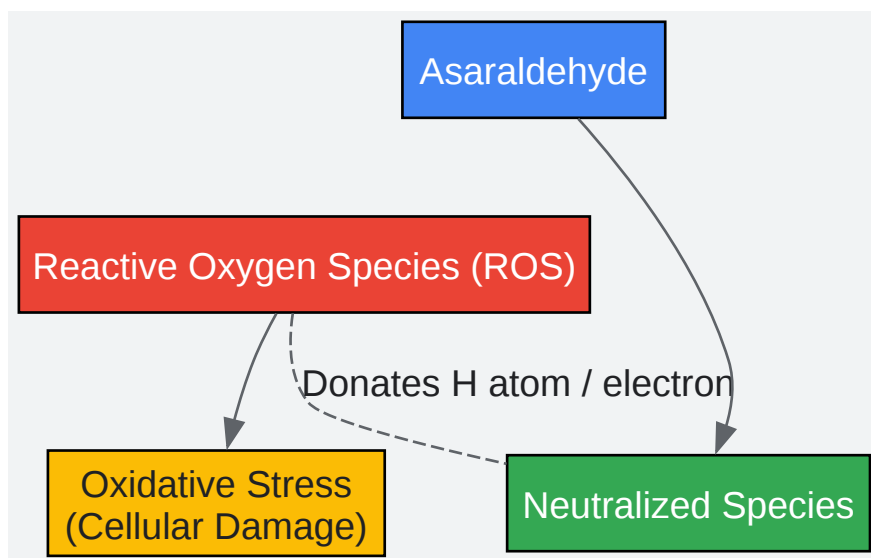 Asaraldehyde
Reactive Oxygen Species (ROS)
Donates H atom / electron
Oxidative Stress
(Cellular Damage)
Neutralized Species